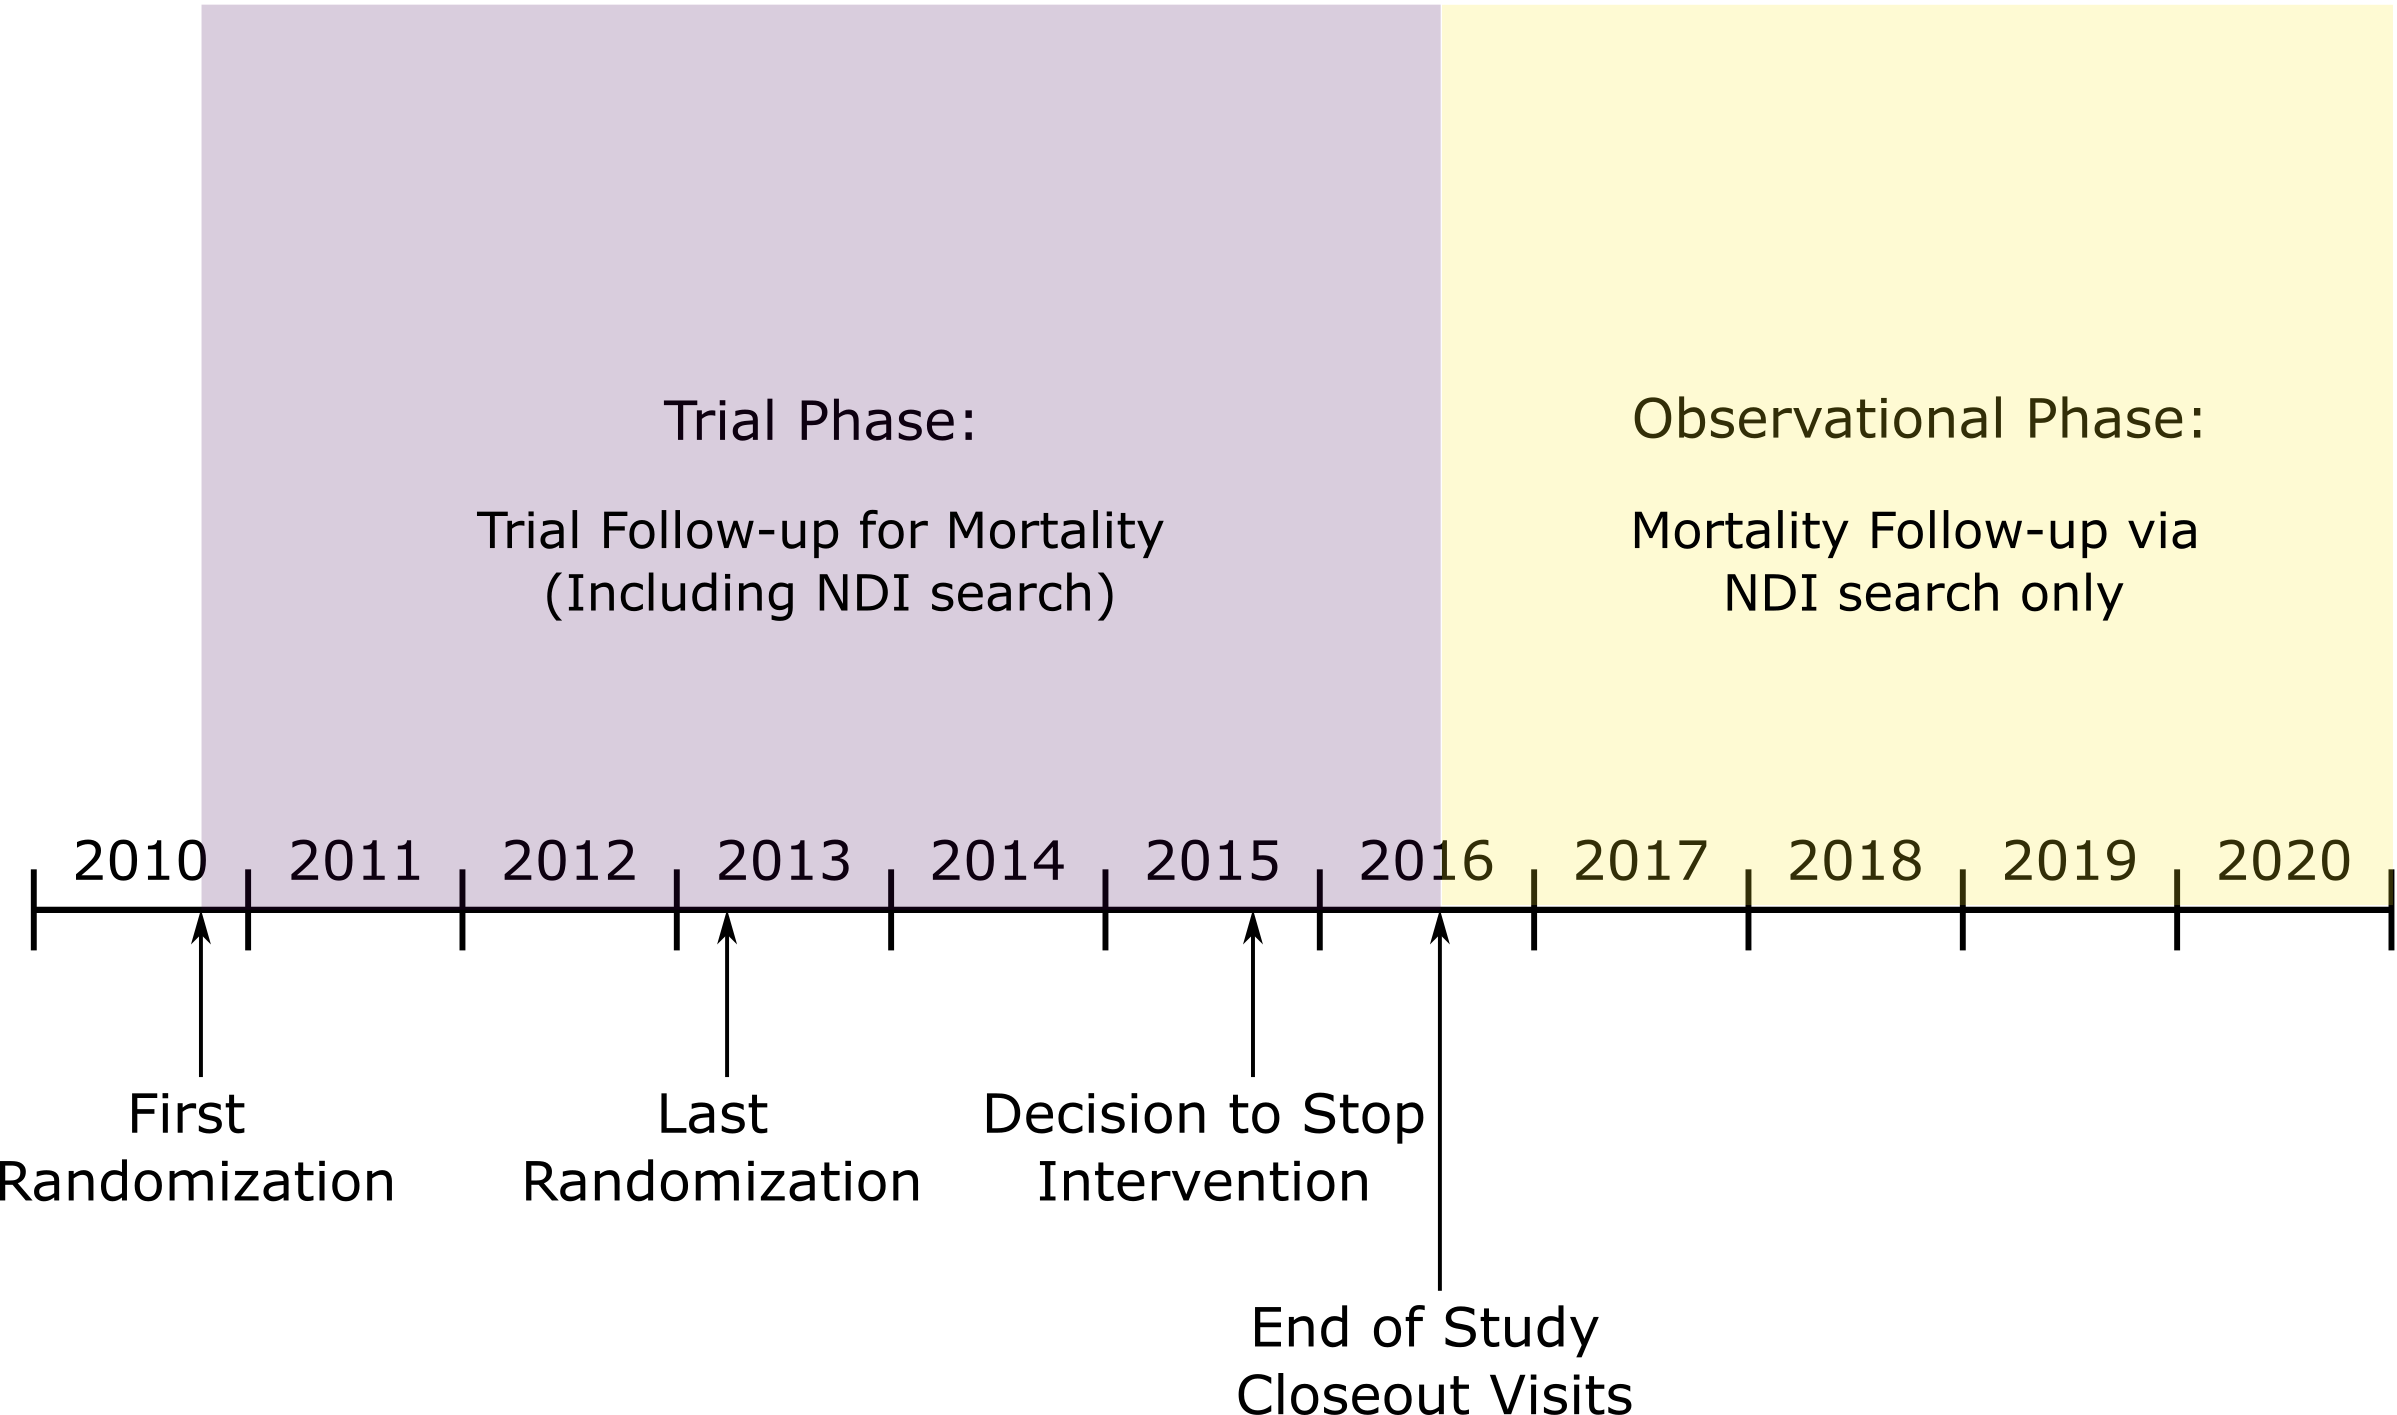 Trial Phase:
Trial Follow-up for Mortality
(Including NDI search)
Observational Phase:
Mortality Follow-up via
NDI search only
2010 2011 2012 2013 2014 2015 2016 2017 2018 2019 2020
First
Randomization
Last
Randomization
Decision to Stop
Intervention
End of Study
Closeout Visits